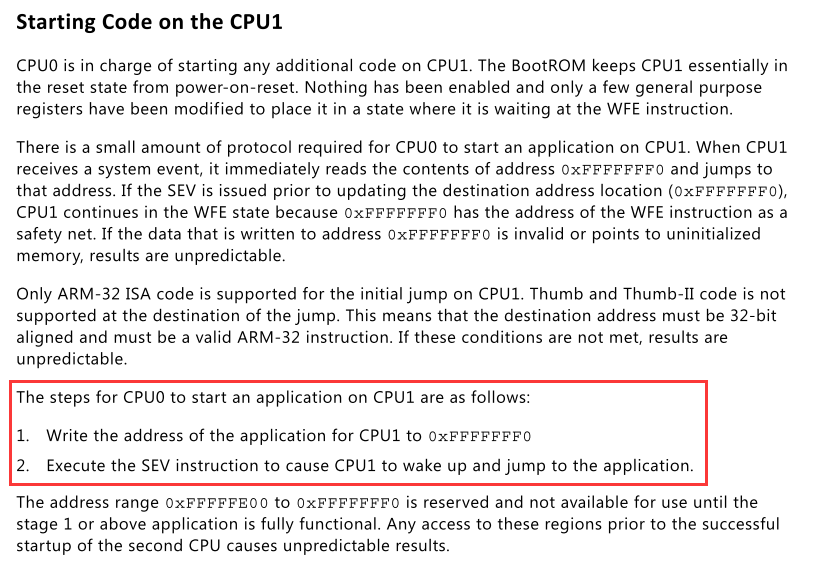 Starting Code on the CPU1
CPU0 is in charge of starting any additional code on CPU1. The BootROM keeps CPU1 essentially in
the reset state from power-on-reset. Nothing has been enabled and only a few general purpose
registers have been modified to place it in a state where it is waiting at the WFE instruction.
There is a small amount of protocol required for CPU0 to start an application on CPU1. When CPU1
receives a system event, it immediately reads the contents of address 0xFFFFFFF0 and jumps to
that address. If the SEV is issued prior to updating the destination address location (0xFFFFFFF0),
CPU1 continues in the WFE state because 0xFFFFFFF0 has the address of the WFE instruction as a
safety net. If the data that is written to address 0xFFFFFFF0 is invalid or points to uninitialized
memory, results are unpredictable.
Only ARM-32 ISA code is supported for the initial jump on CPU1. Thumb and Thumb-II code is not
supported at the destination of the jump. This means that the destination address must be 32-bit
aligned and must be a valid ARM-32 instruction. If these conditions are not met, results are
unpredictable.
The steps for CPU0 to start an application on CPU1 are as follows:
1. Write the address of the application for CPU1 to 0xFFFFFFF0
2. Execute the SEV instruction to cause CPU1 to wake up and jump to the application.
The address range 0xFFFFFE00 to 0xFFFFFFF0 is reserved and not available for use until the
stage 1 or above application is fully functional. Any access to these regions prior to the successful
startup of the second CPU causes unpredictable results.